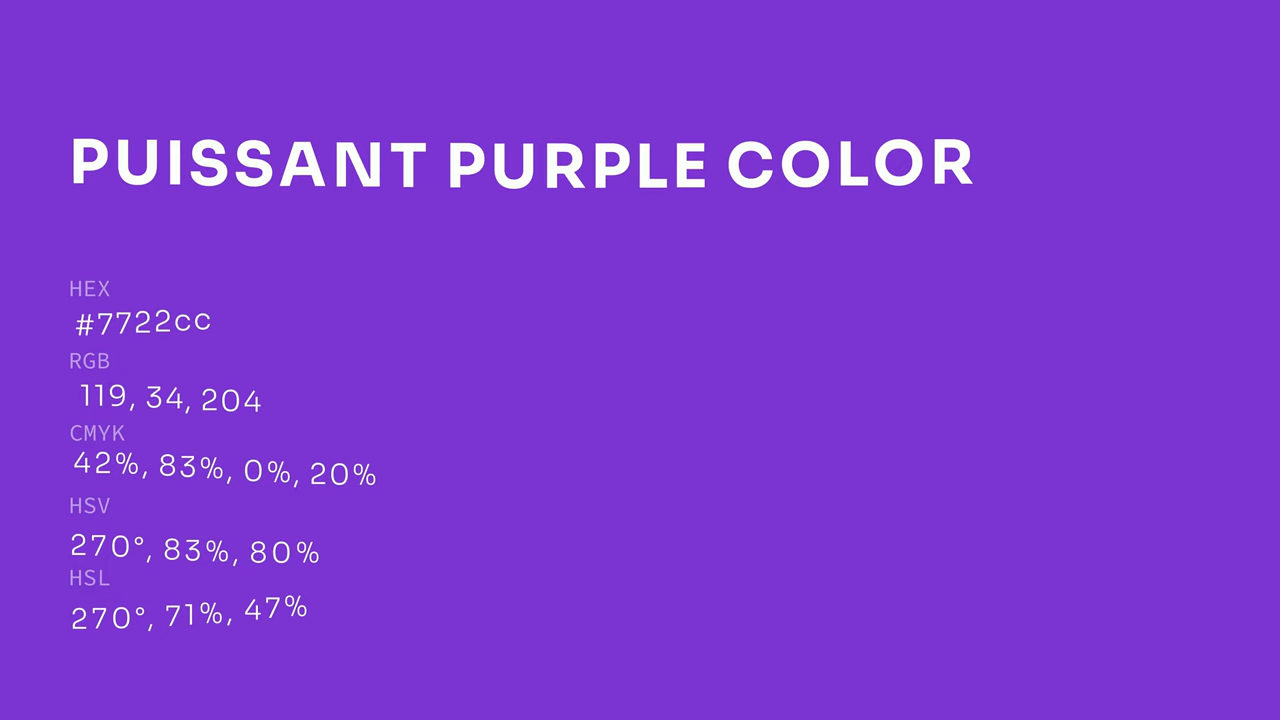 PUISSANT PURPLE COLOR
HEX
#7722cc
RGB
119, 34, 204
CMYK
42%, 83%, 0%, 20%
HSV
270°, 83%, 80%
HSL
270°, 71%, 47%